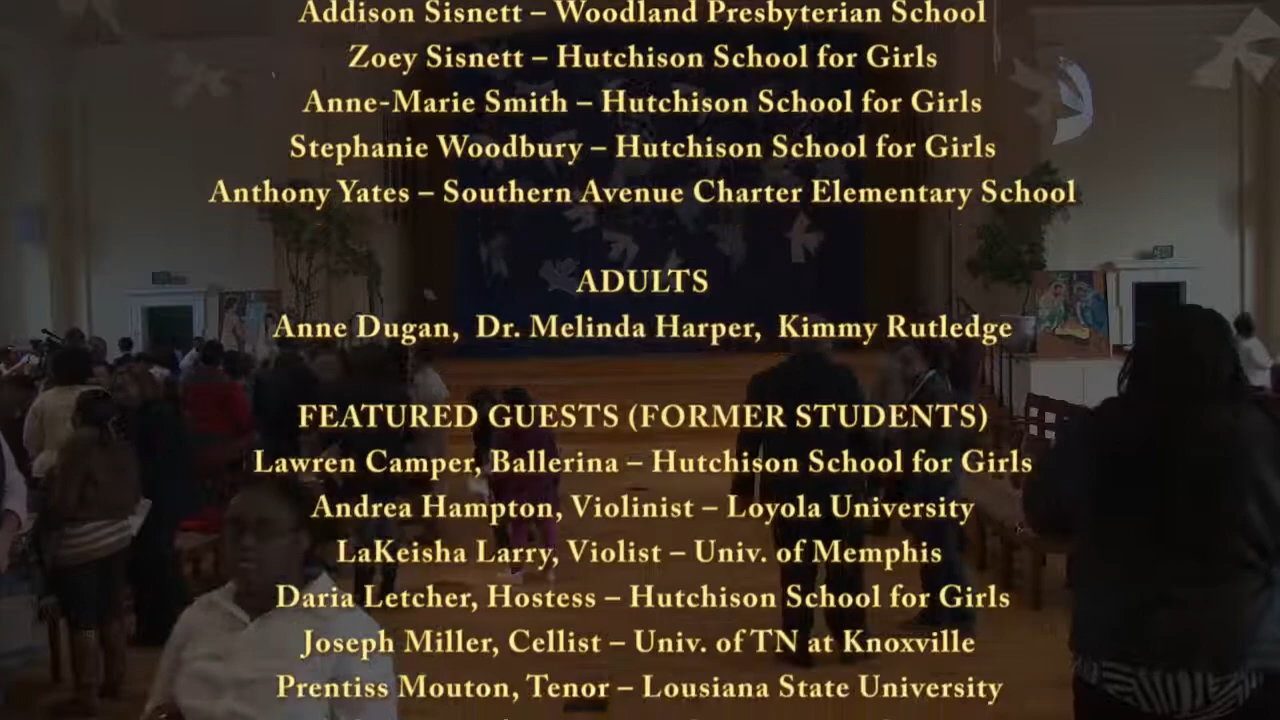 Addison Sisnett – Woodland Presbyterian School
Zoey Sisnett – Hutchison School for Girls
Anne-Marie Smith – Hutchison School for Girls
Stephanie Woodbury – Hutchison School for Girls
Anthony Yates – Southern Avenue Charter Elementary School
ADULTS
Anne Dugan, Dr. Melinda Harper, Kimmy Rutledge
FEATURED GUESTS (FORMER STUDENTS)
Lawren Camper, Ballerina – Hutchison School for Girls
Andrea Hampton, Violinist – Loyola University
LaKeisha Larry, Violist – Univ. of Memphis
Daria Letcher, Hostess – Hutchison School for Girls
Joseph Miller, Cellist – Univ. of TN at Knoxville
Prentiss Mouton, Tenor – Lousiana State University